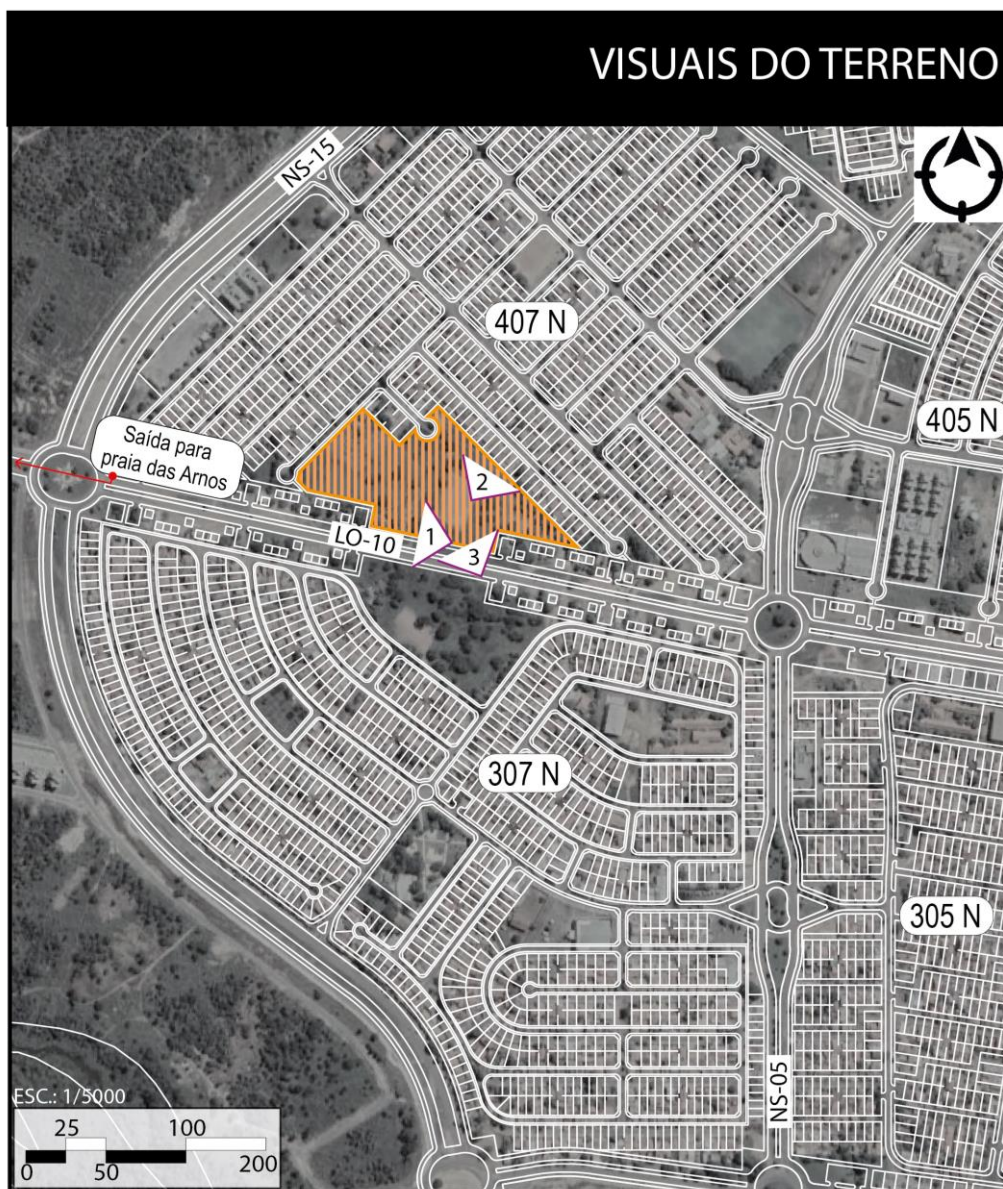 VISUAIS DO TERRENO
NS-15
407 N
405 N
Saída para
praia das Arnos
2
1
LO-10
3
307 N
305 N
NS-05
ESC.: 1/5000
25
100
0
50
200